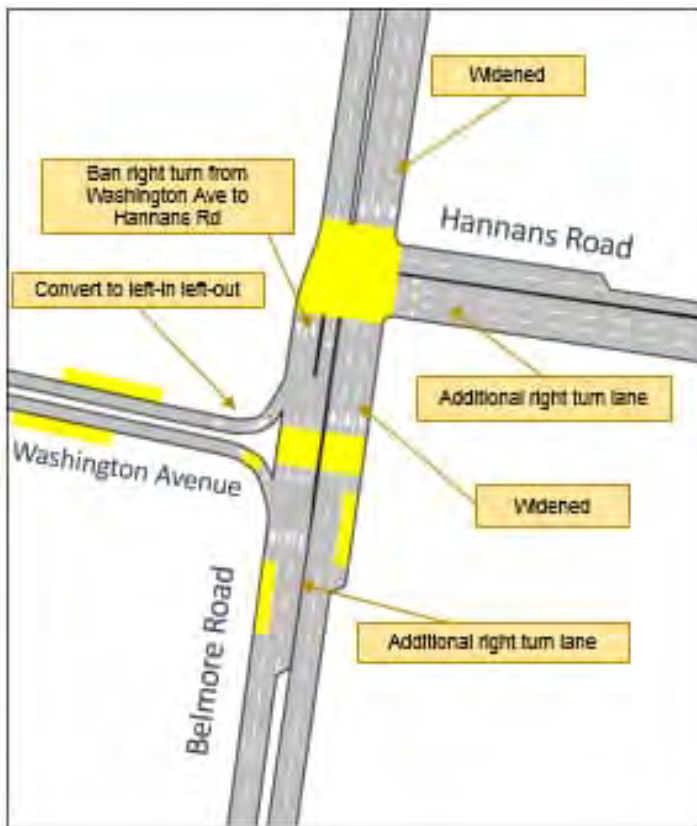 Widened
Ban right turn from
Washington Ave to
Hannans Rd
Hannans Road
Convert to left-in left-out
Additional right turn lane
Washington Avenue
Widened
Belmore Road
Additional right turn lane